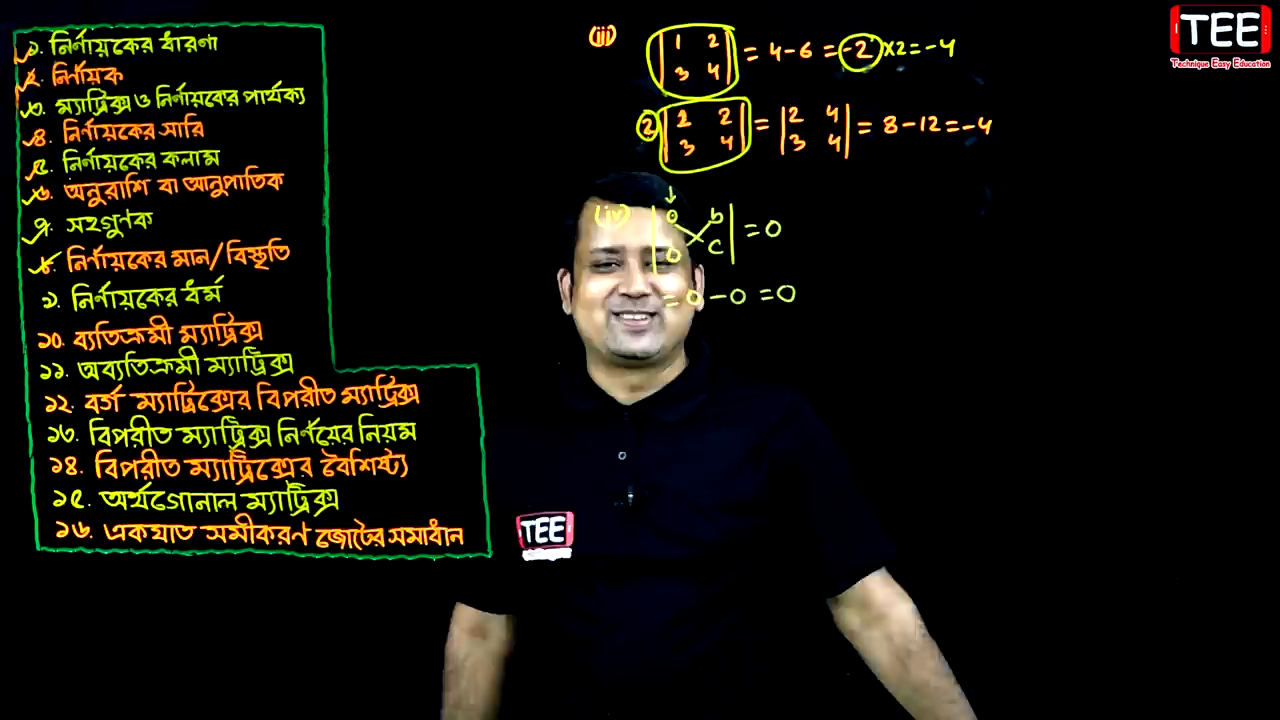 ১. নির্ণায়কের ধারণা
২. নির্ণায়ক
৩. ম্যাট্রিক্স ও নির্ণায়কের পার্থক্য
৪. নির্ণায়কের সারি
৫. নির্ণায়কের কলাম
৬. অনুরাশি বা আনুপাতিক
৭. সহগুণক
৮. নির্ণায়কের মান/বিস্তৃতি
৯. নির্ণায়কের ধর্ম
১০. ব্যতিক্রমী ম্যাট্রিক্স
১১. অব্যতিক্রমী ম্যাট্রিক্স
১২. বর্গ ম্যাট্রিক্সের বিপরীত ম্যাট্রিক্স
১৩. বিপরীত ম্যাট্রিক্স নির্ণয়ের নিয়ম
১৪. বিপরীত ম্যাট্রিক্সের বৈশিষ্ট্য
১৫. অর্থগোনাল ম্যাট্রিক্স
১৬. একঘাত সমীকরণ জোটের সমাধান
(iii) | 1 2 | = 4-6 = -2 ×2 = -4
3 4
2 | 2 2 | = | 2 4 | = 8-12 = -4
3 4 3 4
(iv) | 0 b | = 0
0 c
= 0 - 0 = 0
TEE
Technique Easy Education
TEE